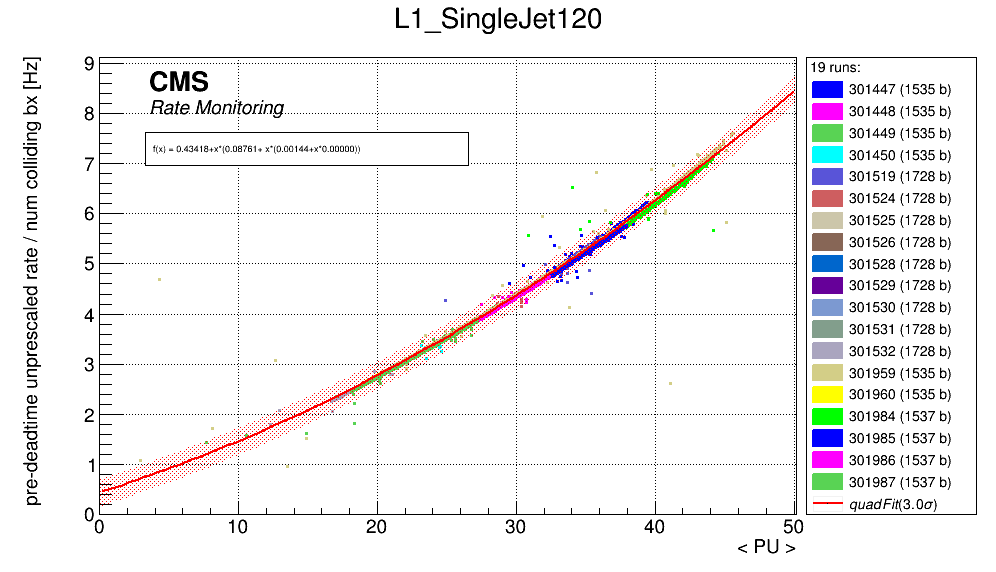 L1_SingleJet120
pre-deadtime unprescaled rate / num colliding bx [Hz]
9
8
7
6
5
4
3
2
1
0
CMS
Rate Monitoring
f(x) = 0.43418+x*(0.08761+ x*(0.00144+x*0.00000))
0 10 20 30 40 50
< PU >
19 runs:
301447 (1535 b)
301448 (1535 b)
301449 (1535 b)
301450 (1535 b)
301519 (1728 b)
301524 (1728 b)
301525 (1728 b)
301526 (1728 b)
301528 (1728 b)
301529 (1728 b)
301530 (1728 b)
301531 (1728 b)
301532 (1728 b)
301959 (1535 b)
301960 (1535 b)
301984 (1537 b)
301985 (1537 b)
301986 (1537 b)
301987 (1537 b)
quadFit(3.0σ)